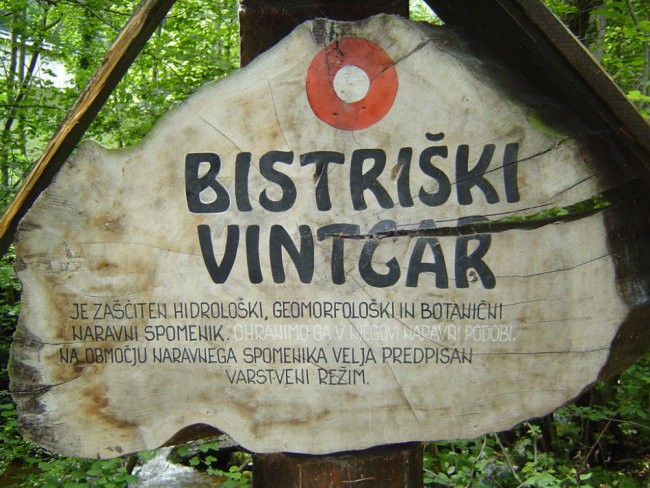 BISTRIŠKI
VINTGAR
JE ZAŠČITEN HIDROLOŠKI, GEOMORFOLOŠKI IN BOTANIČNI
NARAVNI SPOMENIK. OHRANIMO GA V NJEGOVI NARAVNI PODOBI.
NA OBMOČJU NARAVNEGA SPOMENIKA VELJA PREDPISAN
VARSTVENI REŽIM.